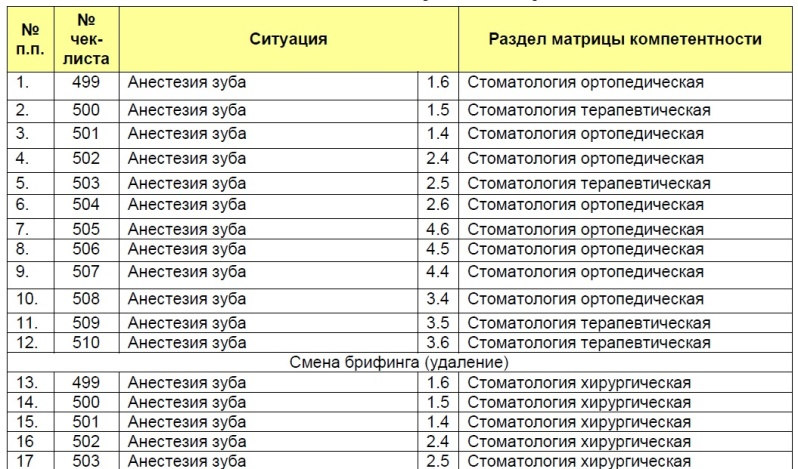 № п.п. № чек-листа Ситуация Раздел матрицы компетентности
1. 499 Анестезия зуба 1.6 Стоматология ортопедическая
2. 500 Анестезия зуба 1.5 Стоматология терапевтическая
3. 501 Анестезия зуба 1.4 Стоматология ортопедическая
4. 502 Анестезия зуба 2.4 Стоматология ортопедическая
5. 503 Анестезия зуба 2.5 Стоматология терапевтическая
6. 504 Анестезия зуба 2.6 Стоматология ортопедическая
7. 505 Анестезия зуба 4.6 Стоматология ортопедическая
8. 506 Анестезия зуба 4.5 Стоматология ортопедическая
9. 507 Анестезия зуба 4.4 Стоматология ортопедическая
10. 508 Анестезия зуба 3.4 Стоматология ортопедическая
11. 509 Анестезия зуба 3.5 Стоматология терапевтическая
12. 510 Анестезия зуба 3.6 Стоматология терапевтическая
Смена брифинга (удаление)
13. 499 Анестезия зуба 1.6 Стоматология хирургическая
14. 500 Анестезия зуба 1.5 Стоматология хирургическая
15. 501 Анестезия зуба 1.4 Стоматология хирургическая
16 502 Анестезия зуба 2.4 Стоматология хирургическая
17 503 Анестезия зуба 2.5 Стоматология хирургическая